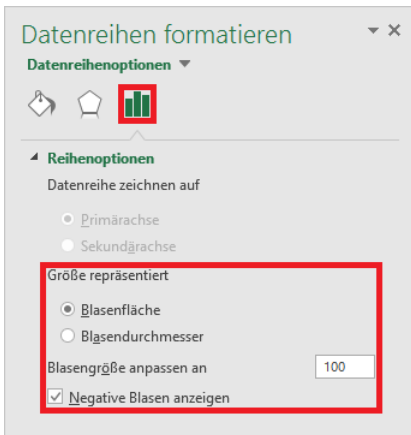 Datenreihen formatieren
Datenreihenoptionen
Reihenoptionen
Datenreihe zeichnen auf
Primärachse
Sekundärachse
Größe repräsentiert
Blasenfläche
Blasendurchmesser
Blasengröße anpassen an 100
Negative Blasen anzeigen